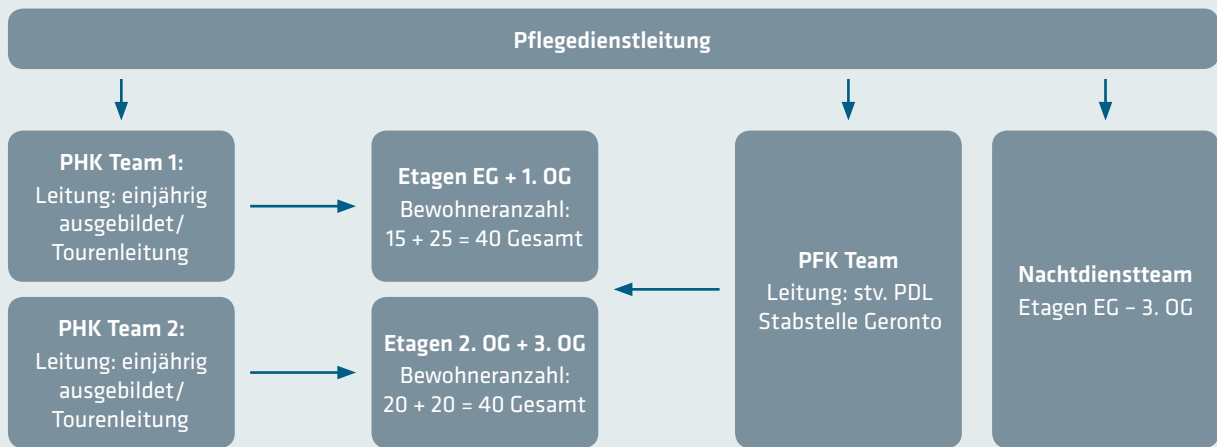 Pflegedienstleitung
PHK Team 1:
Leitung: einjährig
ausgebildet/
Tourenleitung
Etagen EG + 1. OG
Bewohneranzahl:
15 + 25 = 40 Gesamt
PHK Team 2:
Leitung: einjährig
ausgebildet/
Tourenleitung
Etagen 2. OG + 3. OG
Bewohneranzahl:
20 + 20 = 40 Gesamt
PFK Team
Leitung: stv. PDL
Stabstelle Geronto
Nachtdienstteam
Etagen EG – 3. OG